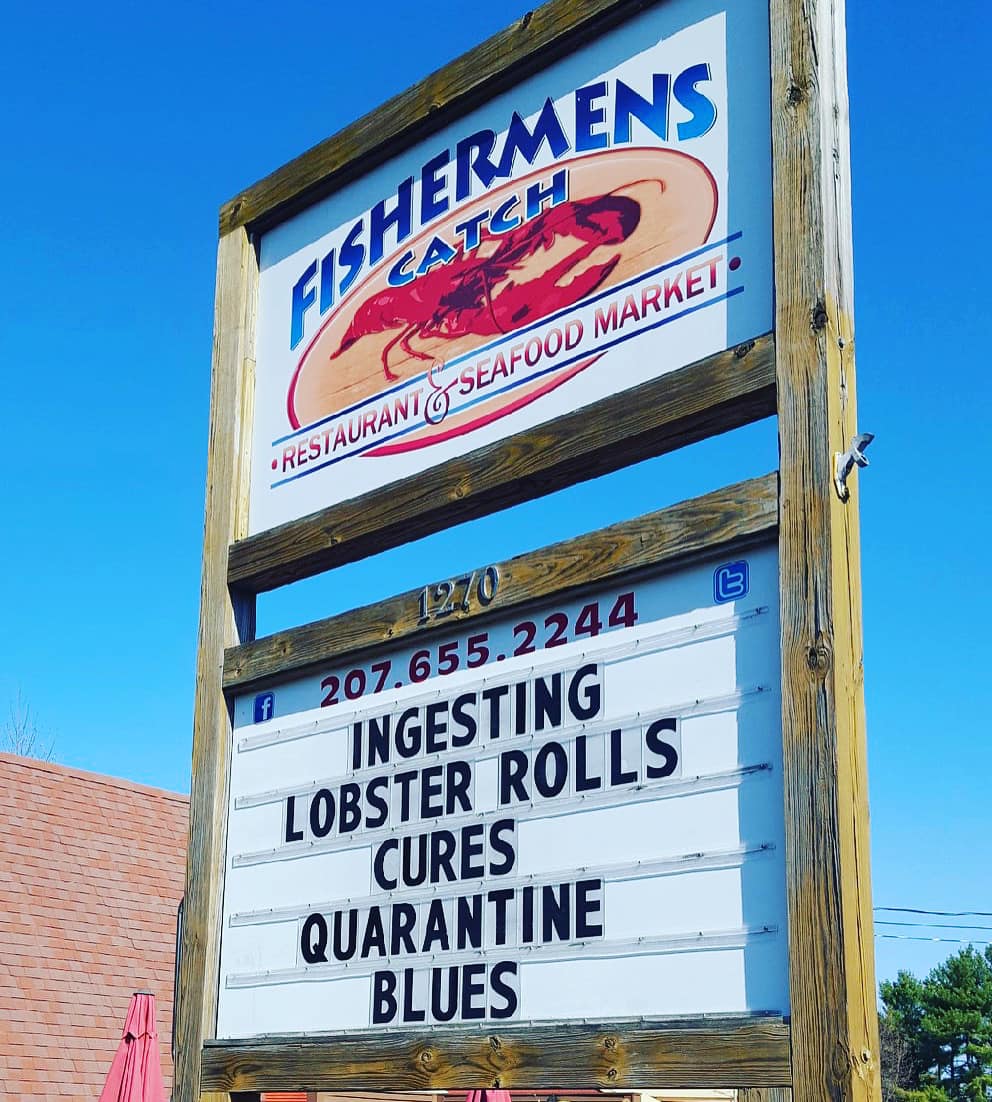 FISHERMENS
CATCH
• RESTAURANT & SEAFOOD MARKET •
1270
207.655.2244
INGESTING
LOBSTER ROLLS
CURES
QUARANTINE
BLUES